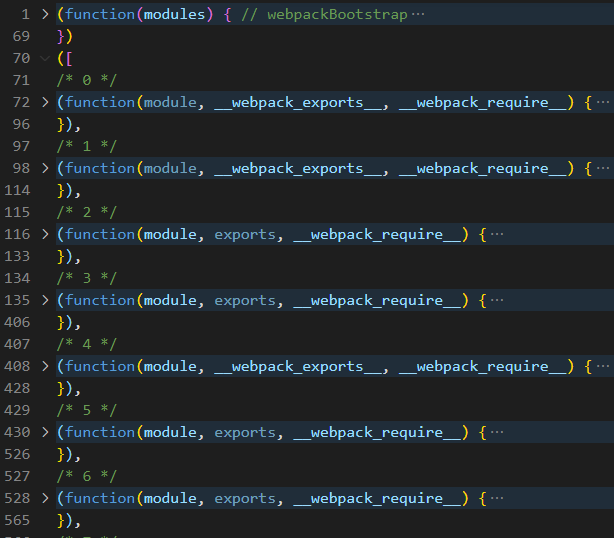 1 > (function(modules) { // webpackBootstrap ···
69 })
70 ([
71 /* 0 */
72 > (function(module, __webpack_exports__, __webpack_require__) { ···
96 }),
97 /* 1 */
98 > (function(module, __webpack_exports__, __webpack_require__) { ···
114 }),
115 /* 2 */
116 > (function(module, exports, __webpack_require__) { ···
133 }),
134 /* 3 */
135 > (function(module, exports, __webpack_require__) { ···
406 }),
407 /* 4 */
408 > (function(module, __webpack_exports__, __webpack_require__) { ···
428 }),
429 /* 5 */
430 > (function(module, exports, __webpack_require__) { ···
526 }),
527 /* 6 */
528 > (function(module, exports, __webpack_require__) { ···
565 }),